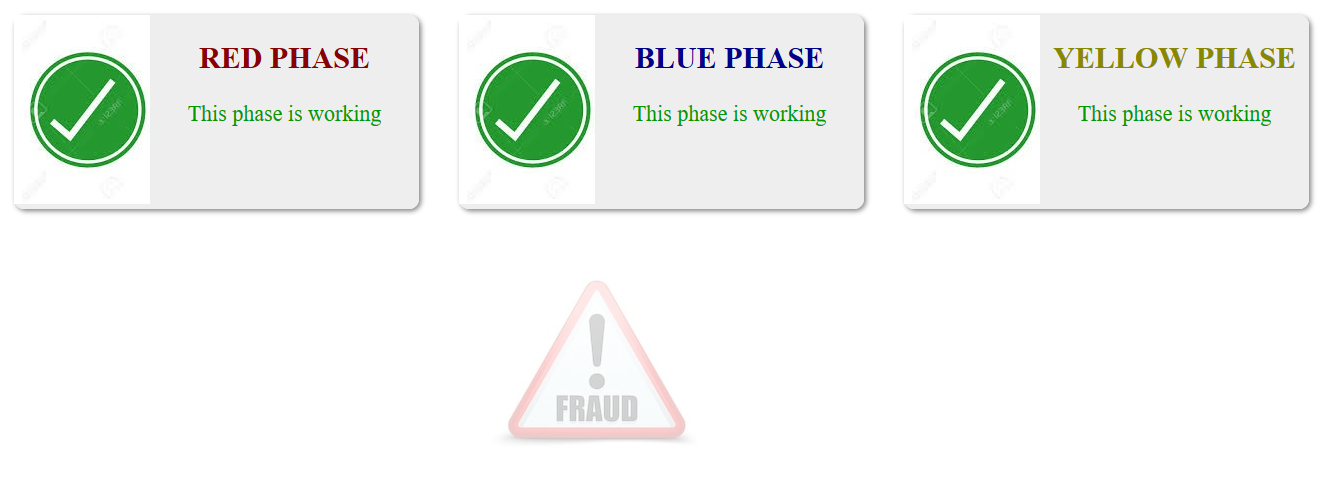 RED PHASE
This phase is working
BLUE PHASE
This phase is working
YELLOW PHASE
This phase is working
FRAUD